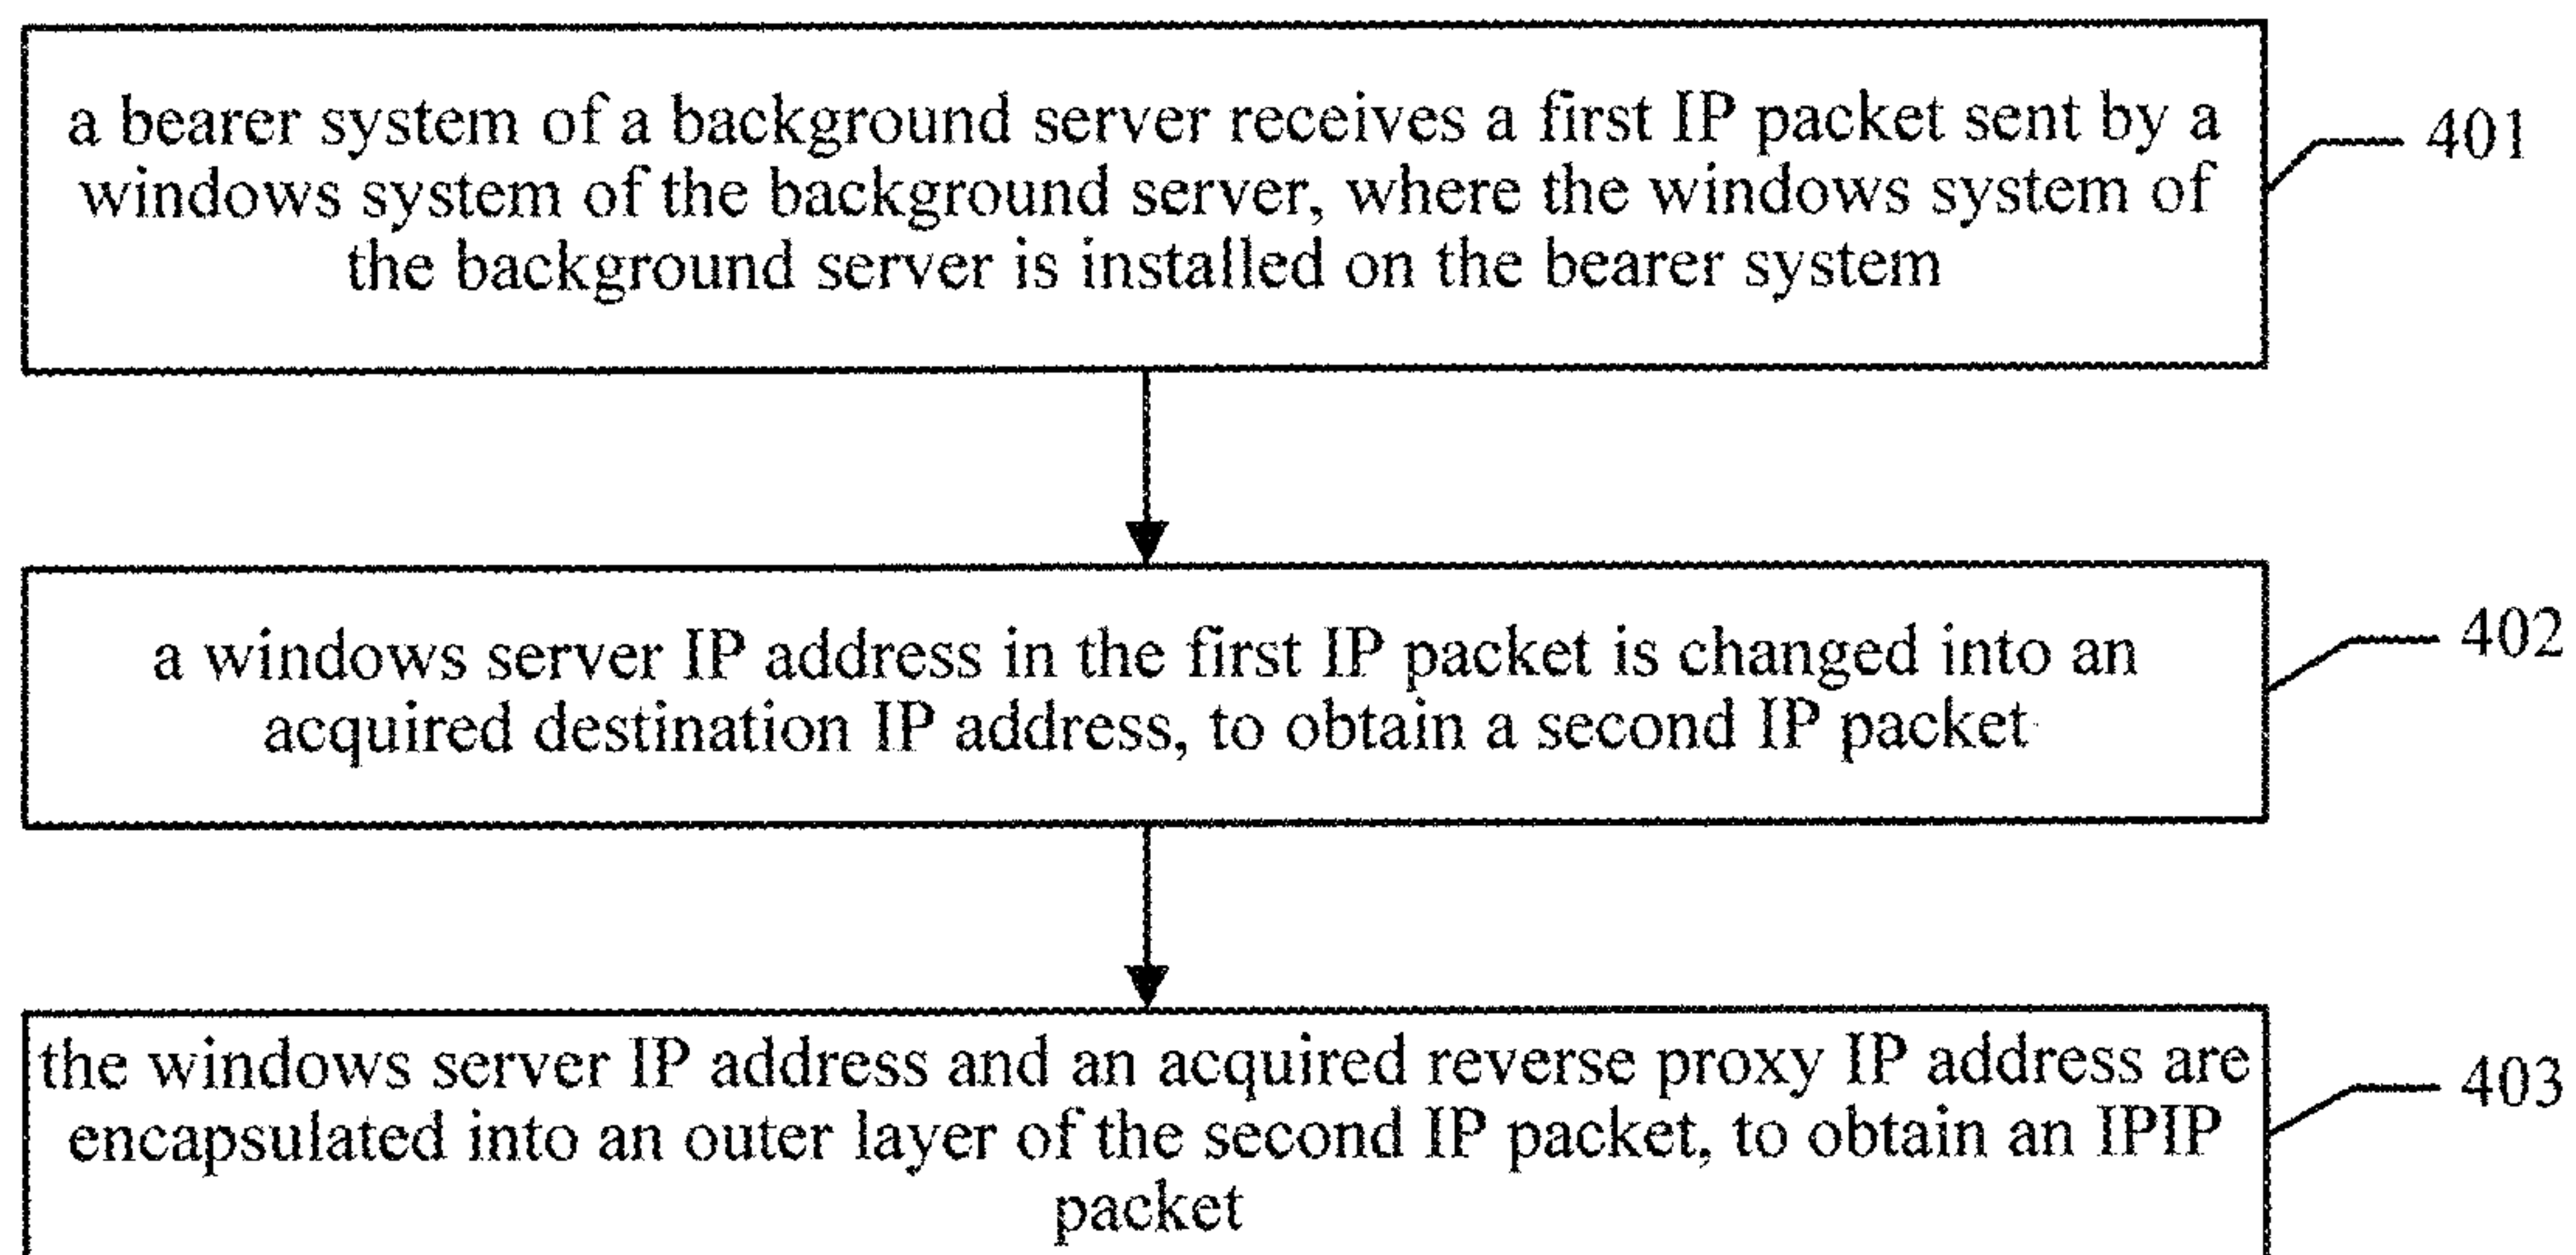 a bearer system of a background server receives a first IP packet sent by a
windows system of the background server, where the windows system of
the background server is installed on the bearer system
401
a windows server IP address in the first IP packet is changed into an
acquired destination IP address, to obtain a second IP packet
402
the windows server IP address and an acquired reverse proxy IP address are
encapsulated into an outer layer of the second IP packet, to obtain an IPIP
packet
403